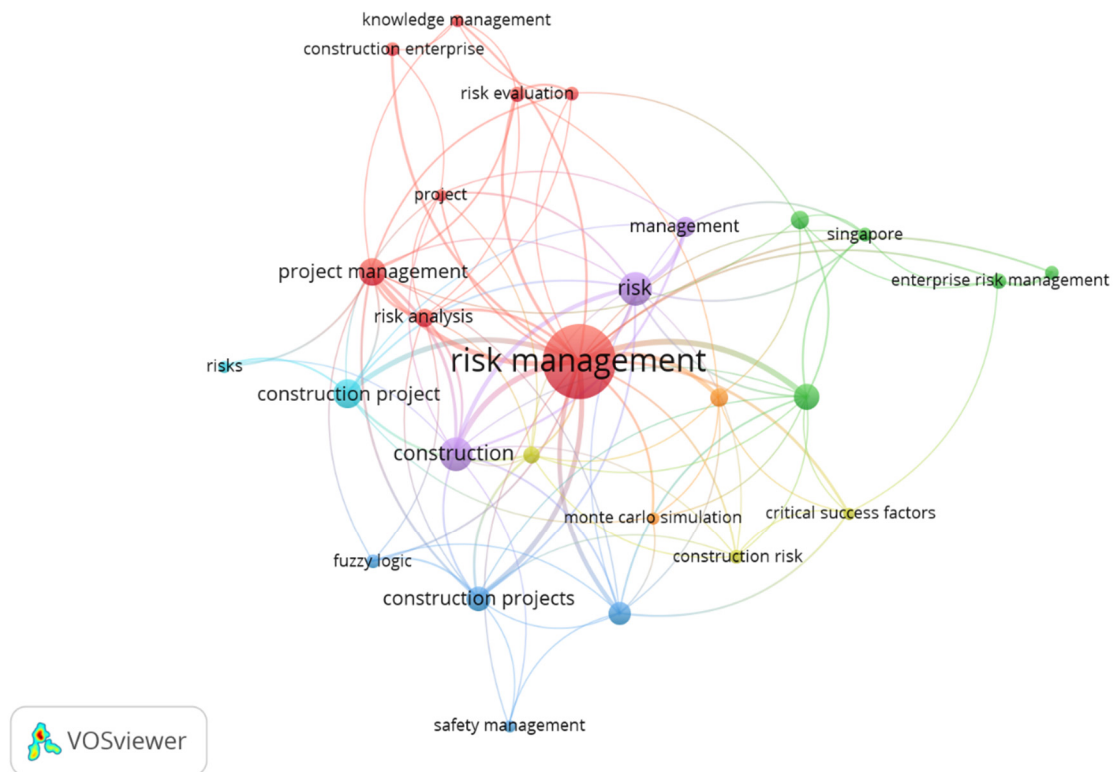 knowledge management
construction enterprise
risk evaluation
project
management
singapore
project management
enterprise risk management
risk
risk analysis
risk management
risks
construction project
construction
monte carlo simulation
critical success factors
construction risk
fuzzy logic
construction projects
safety management
VOSviewer